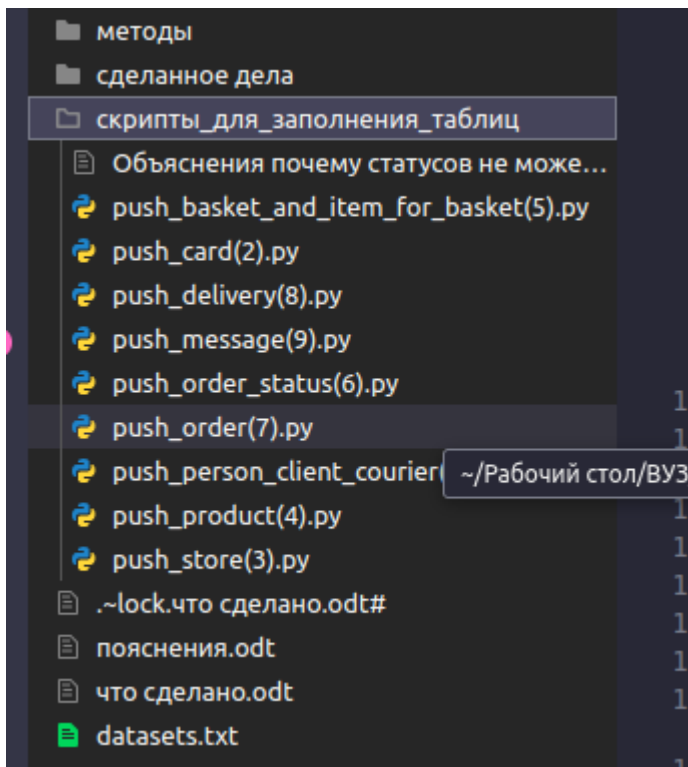 методы
сделанное дела
скрипты_для_заполнения_таблиц
Объяснения почему статусов не може...
push_basket_and_item_for_basket(5).py
push_card(2).py
push_delivery(8).py
push_message(9).py
push_order_status(6).py
push_order(7).py
push_person_client_courier( ~/Рабочий стол/ВУЗ
push_product(4).py
push_store(3).py
.~lock.что сделано.odt#
пояснения.odt
что сделано.odt
datasets.txt